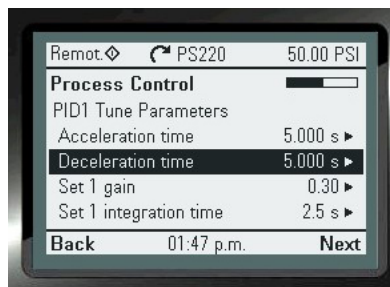 Remot. PS220 50.00 PSI
Process Control
PID1 Tune Parameters
Acceleration time 5.000 s
Deceleration time 5.000 s
Set 1 gain 0.30
Set 1 integration time 2.5 s
Back 01:47 p.m. Next